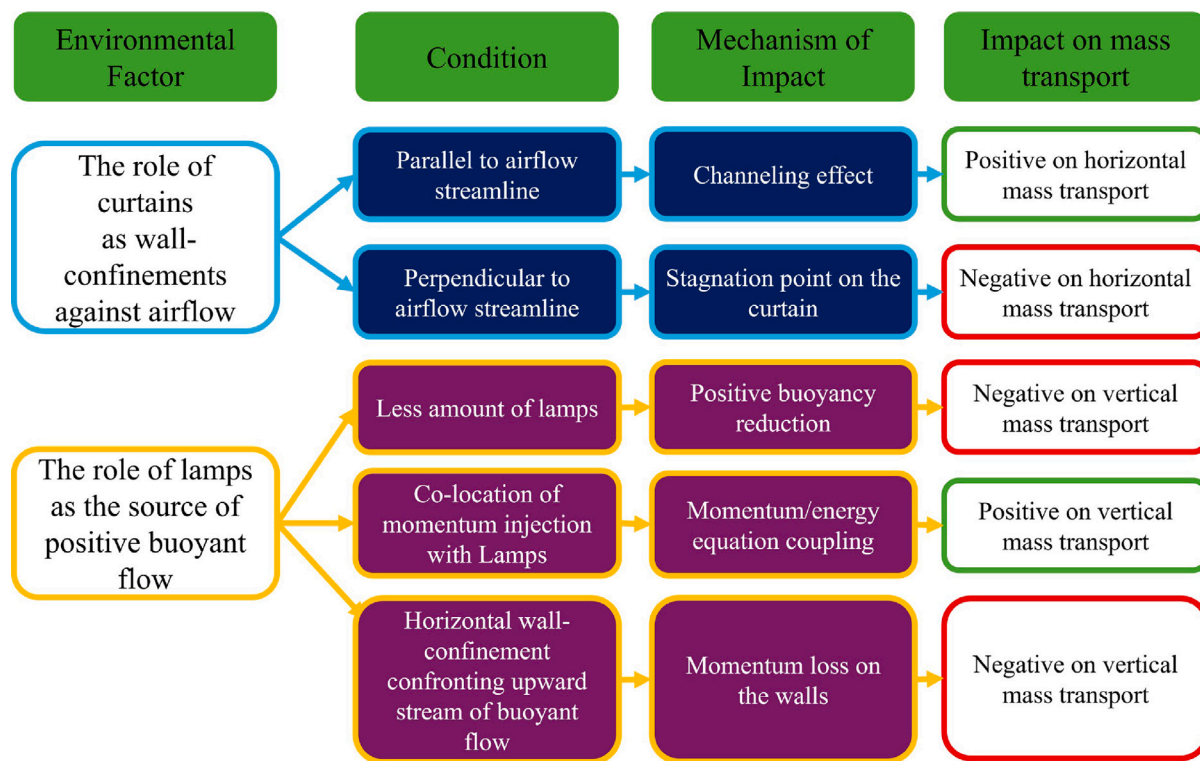 Environmental
Factor
Condition
Mechanism of
Impact
Impact on mass
transport
The role of
curtains
as wall-
confinements
against airflow
Parallel to airflow
streamline
Channeling effect
Positive on horizontal
mass transport
Perpendicular to
airflow streamline
Stagnation point on the
curtain
Negative on horizontal
mass transport
The role of lamps
as the source of
positive buoyant
flow
Less amount of lamps
Positive buoyancy
reduction
Negative on vertical
mass transport
Co-location of
momentum injection
with Lamps
Momentum/energy
equation coupling
Positive on vertical
mass transport
Horizontal wall-
confinement
confronting upward
stream of buoyant
flow
Momentum loss on
the walls
Negative on vertical
mass transport